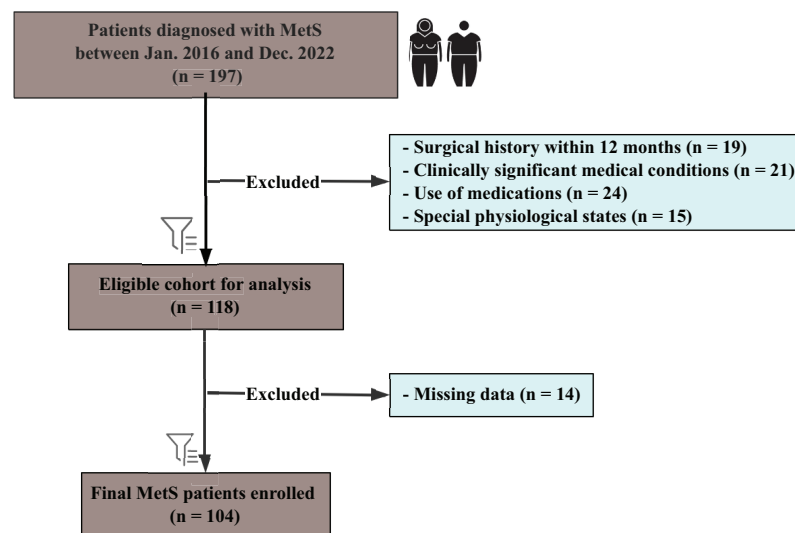 Patients diagnosed with MetS
between Jan. 2016 and Dec. 2022
(n = 197)
Excluded
- Surgical history within 12 months (n = 19)
- Clinically significant medical conditions (n = 21)
- Use of medications (n = 24)
- Special physiological states (n = 15)
Eligible cohort for analysis
(n = 118)
Excluded
- Missing data (n = 14)
Final MetS patients enrolled
(n = 104)